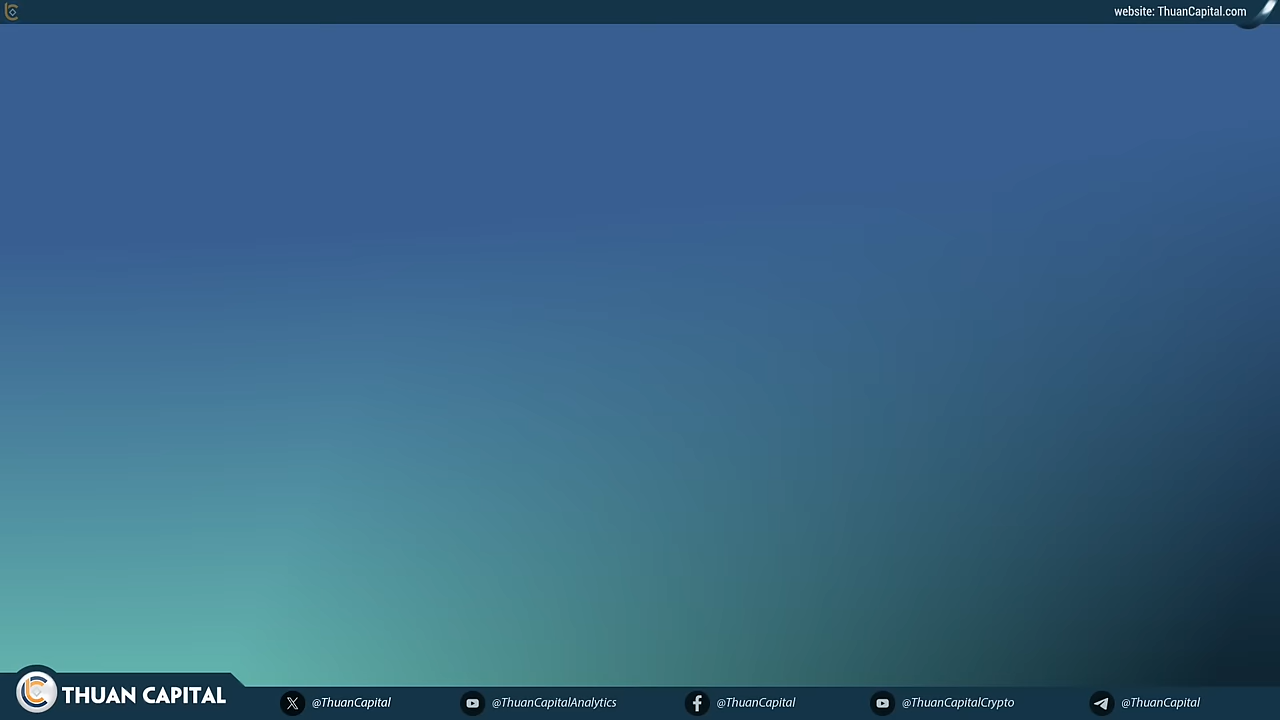 website: ThuanCapital.com
THUAN CAPITAL
@ThuanCapital
@ThuanCapitalAnalytics
@ThuanCapital
@ThuanCapitalCrypto
@ThuanCapital